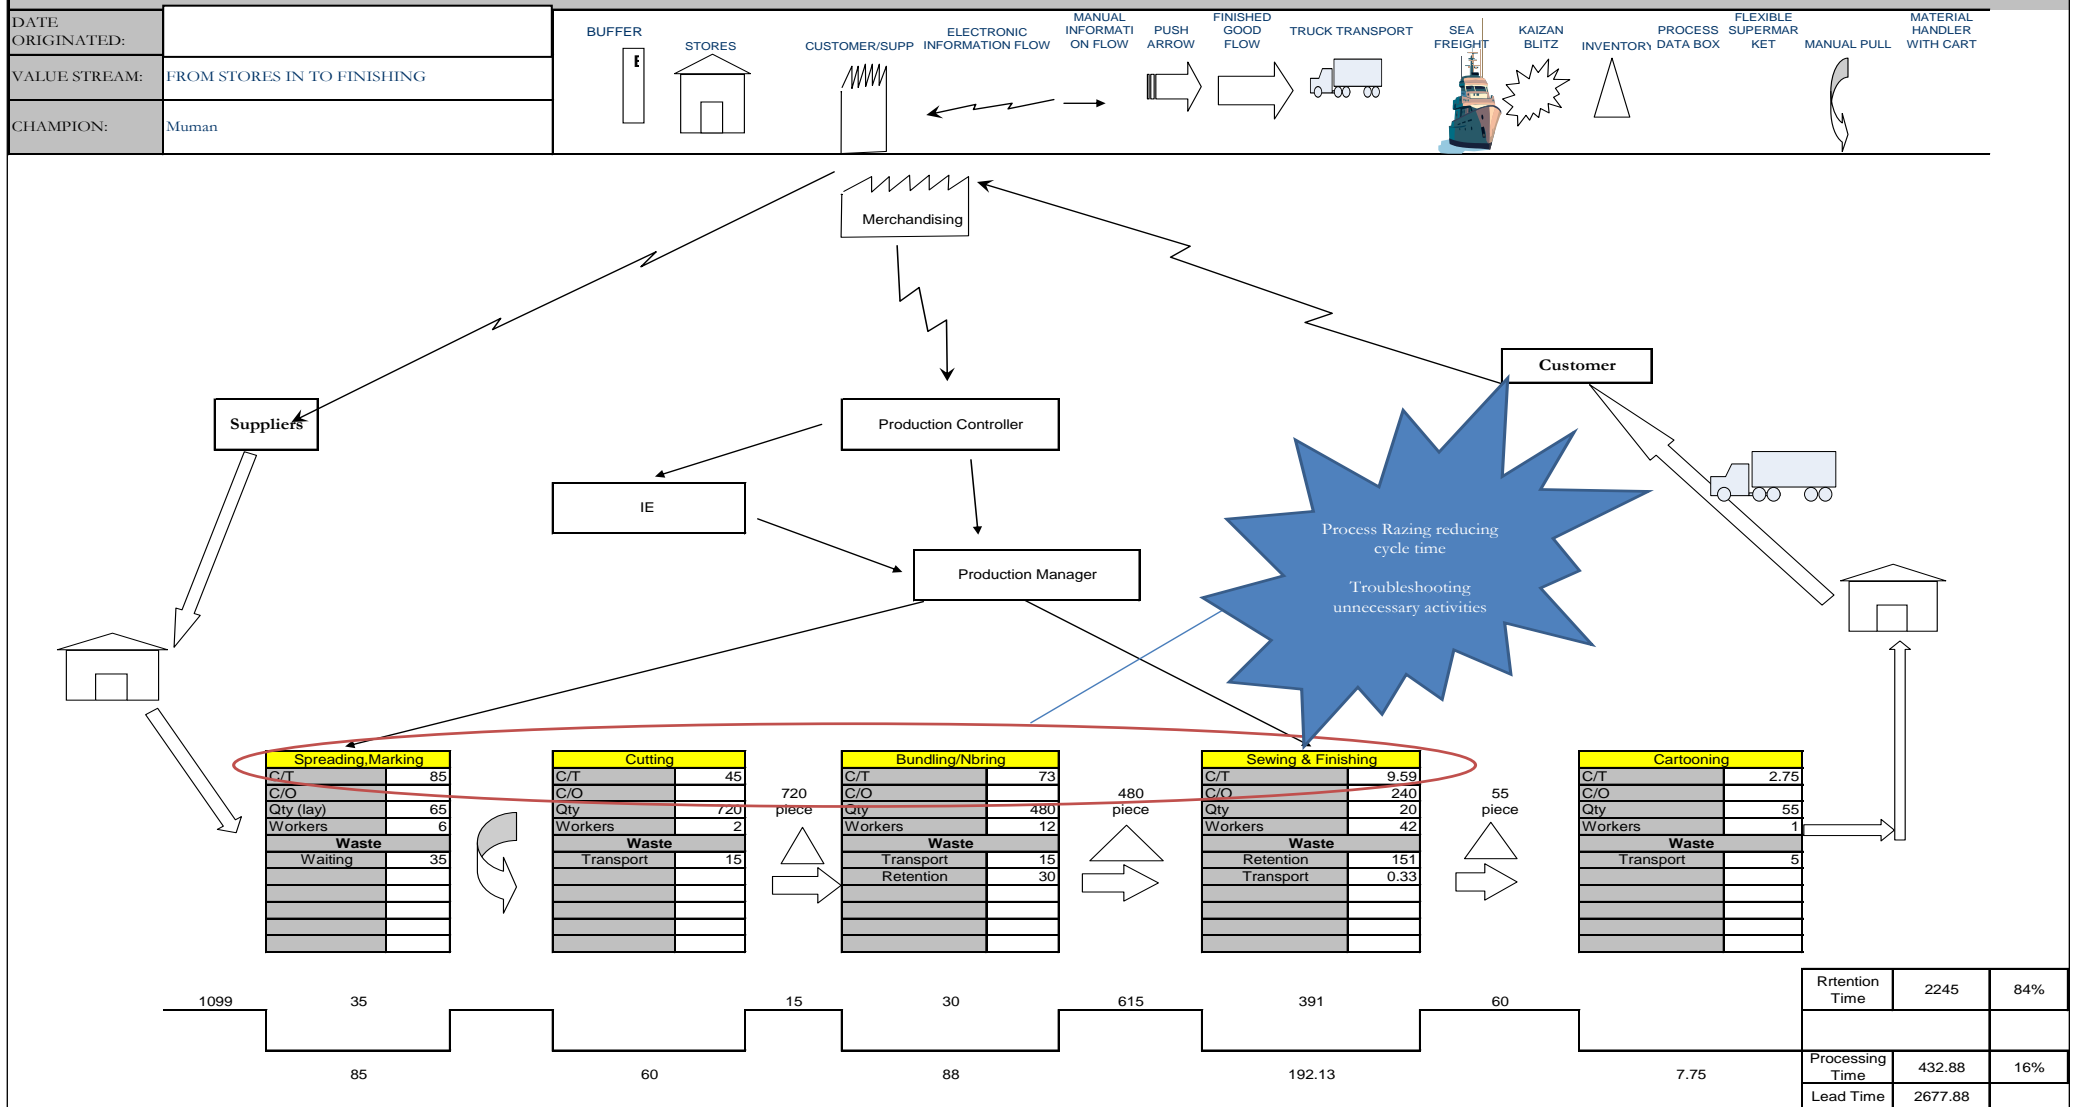 DATE
ORIGINATED:
VALUE STREAM:
FROM STORES IN TO FINISHING
CHAMPION:
Muman
BUFFER
STORES
CUSTOMER/SUPP
ELECTRONIC
INFORMATION FLOW
MANUAL
INFORMATI
ON FLOW
PUSH
ARROW
FINISHED
GOOD
FLOW
TRUCK TRANSPORT
SEA
FREIGHT
KAIZAN
BLITZ
INVENTORY
PROCESS
DATA BOX
FLEXIBLE
SUPERMAR
KET
MANUAL PULL
MATERIAL
HANDLER
WITH CART
Merchandising
Customer
Suppliers
Production Controller
IE
Production Manager
Process Razing reducing
cycle time
Troubleshooting
unnecessary activities
Spreading,Marking
C/T 85
C/O
Qty (lay) 65
Workers 6
Waste
Waiting 35
Cutting
C/T 45
C/O
Qty 720
Workers 2
Waste
Transport 15
720
piece
Bundling/Nbring
C/T 73
C/O
Qty 480
Workers 12
Waste
Transport 15
Retention 30
480
piece
Sewing & Finishing
C/T 9.59
C/O 240
Qty 20
Workers 42
Waste
Retention 151
Transport 0.33
55
piece
Cartooning
C/T 2.75
C/O
Qty 55
Workers 1
Waste
Transport 5
1099 35 15 30 615 391 60
85 60 88 192.13 7.75
Rrtention
Time
2245 84%
Processing
Time
432.88 16%
Lead Time 2677.88